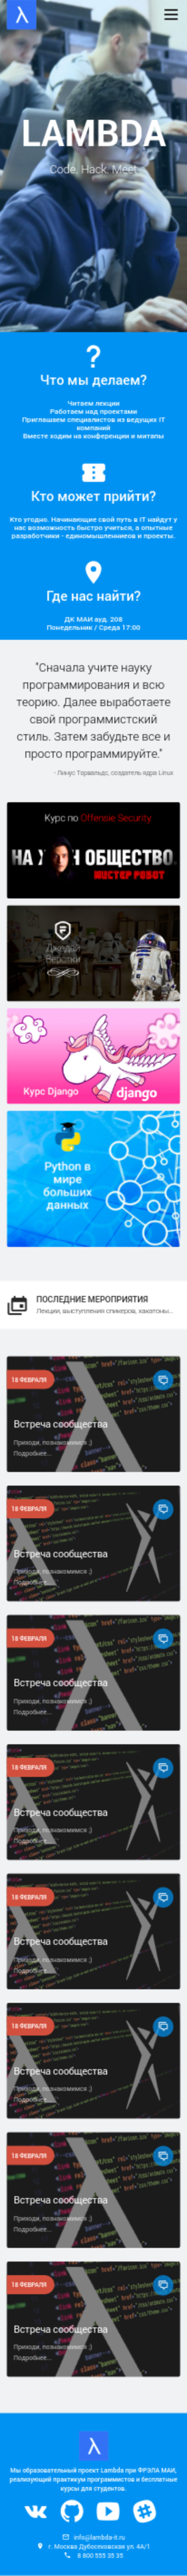 λ
LAMBDA
Code. Hack. Meet.
?
Что мы делаем?
Читаем лекции
Работаем над проектами
Приглашаем специалистов из ведущих IT
компаний
Вместе ходим на конференции и митапы
Кто может прийти?
Кто угодно. Начинающие свой путь в IT найдут у
нас возможность быстро учиться, а опытные
разработчики - единомышленников и проекты.
Где нас найти?
ДК МАИ ауд. 208
Понедельник / Среда 17:00
"Сначала учите науку
программирования и всю
теорию. Далее выработаете
свой программистский
стиль. Затем забудьте все и
просто программируйте."
- Линус Торвальдс, создатель ядра Linux
Курс по Offensive Security
НА Х Й ОБЩЕСТВО
МИСТЕР РОБОТ
Джедаи
Верстки
Курс Django
django
Python в
мире
больших
данных
ПОСЛЕДНИЕ МЕРОПРИЯТИЯ
Лекции, выступления спикеров, хакатоны...
18 ФЕВРАЛЯ
Встреча сообщества
Приходи, познакомимся ;)
Подробнее...
18 ФЕВРАЛЯ
Встреча сообщества
Приходи, познакомимся ;)
Подробнее...
18 ФЕВРАЛЯ
Встреча сообщества
Приходи, познакомимся ;)
Подробнее...
18 ФЕВРАЛЯ
Встреча сообщества
Приходи, познакомимся ;)
Подробнее...
18 ФЕВРАЛЯ
Встреча сообщества
Приходи, познакомимся ;)
Подробнее...
18 ФЕВРАЛЯ
Встреча сообщества
Приходи, познакомимся ;)
Подробнее...
18 ФЕВРАЛЯ
Встреча сообщества
Приходи, познакомимся ;)
Подробнее...
18 ФЕВРАЛЯ
Встреча сообщества
Приходи, познакомимся ;)
Подробнее...
λ
Мы образовательный проект Lambda при ФРЭЛА МАИ,
реализующий практикум программистов и бесплатные
курсы для студентов.
info@lambda-it.ru
г. Москва Дубосековская ул. 4А/1
8 800 555 35 35